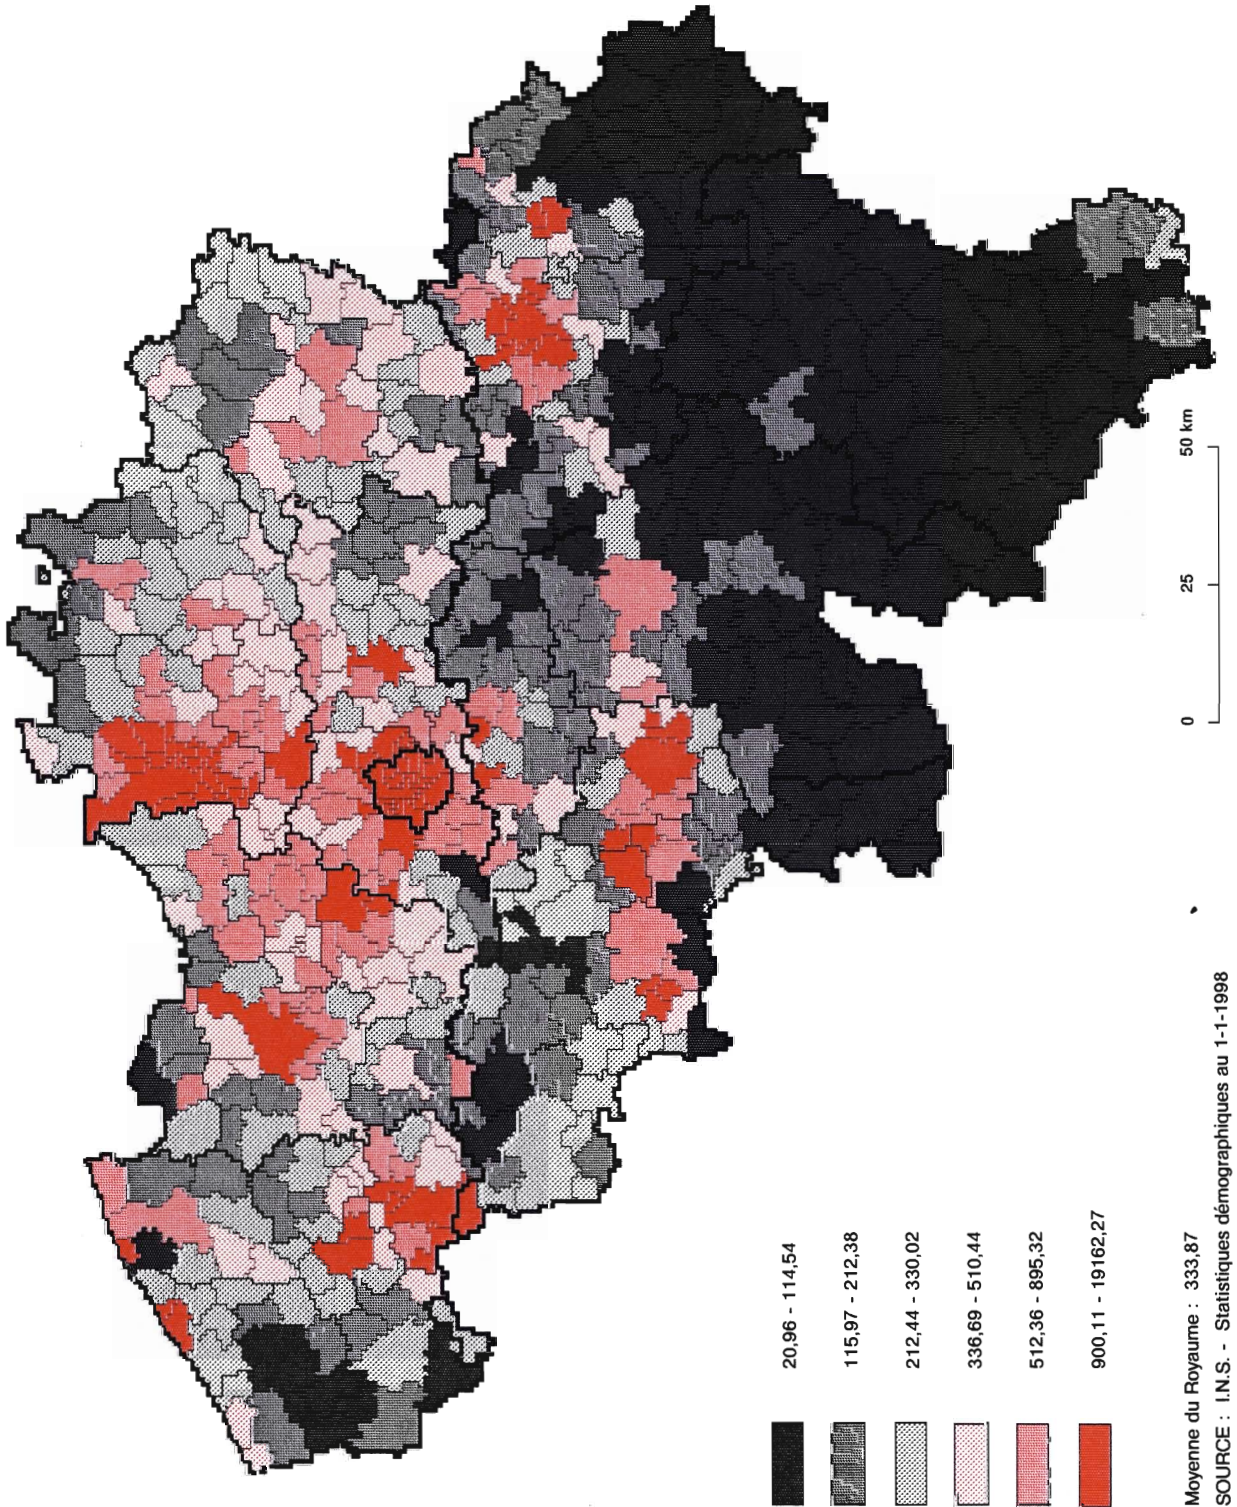 20,96 - 114,54
115,97 - 212,38
212,44 - 330,02
336,69 - 510,44
512,36 - 895,32
900,11 - 19162,27
0 25 50 km
Moyenne du Royaume : 333,87
SOURCE : I.N.S. - Statistiques démographiques au 1-1-1998